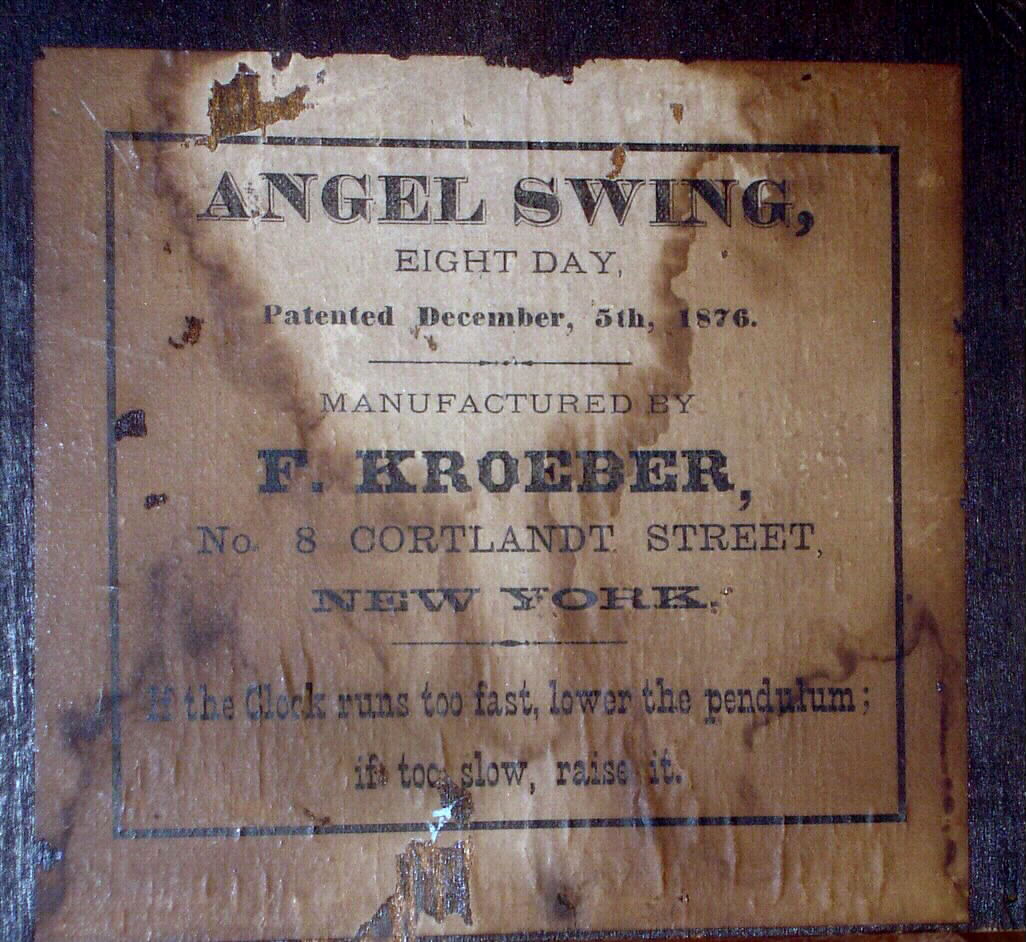 ANGEL SWING,
EIGHT DAY,
Patented December, 5th, 1876.
MANUFACTURED BY
F. KROEBER,
No. 8 CORTLANDT STREET,
NEW YORK.
If the Clock runs too fast, lower the pendulum;
if too slow, raise it.